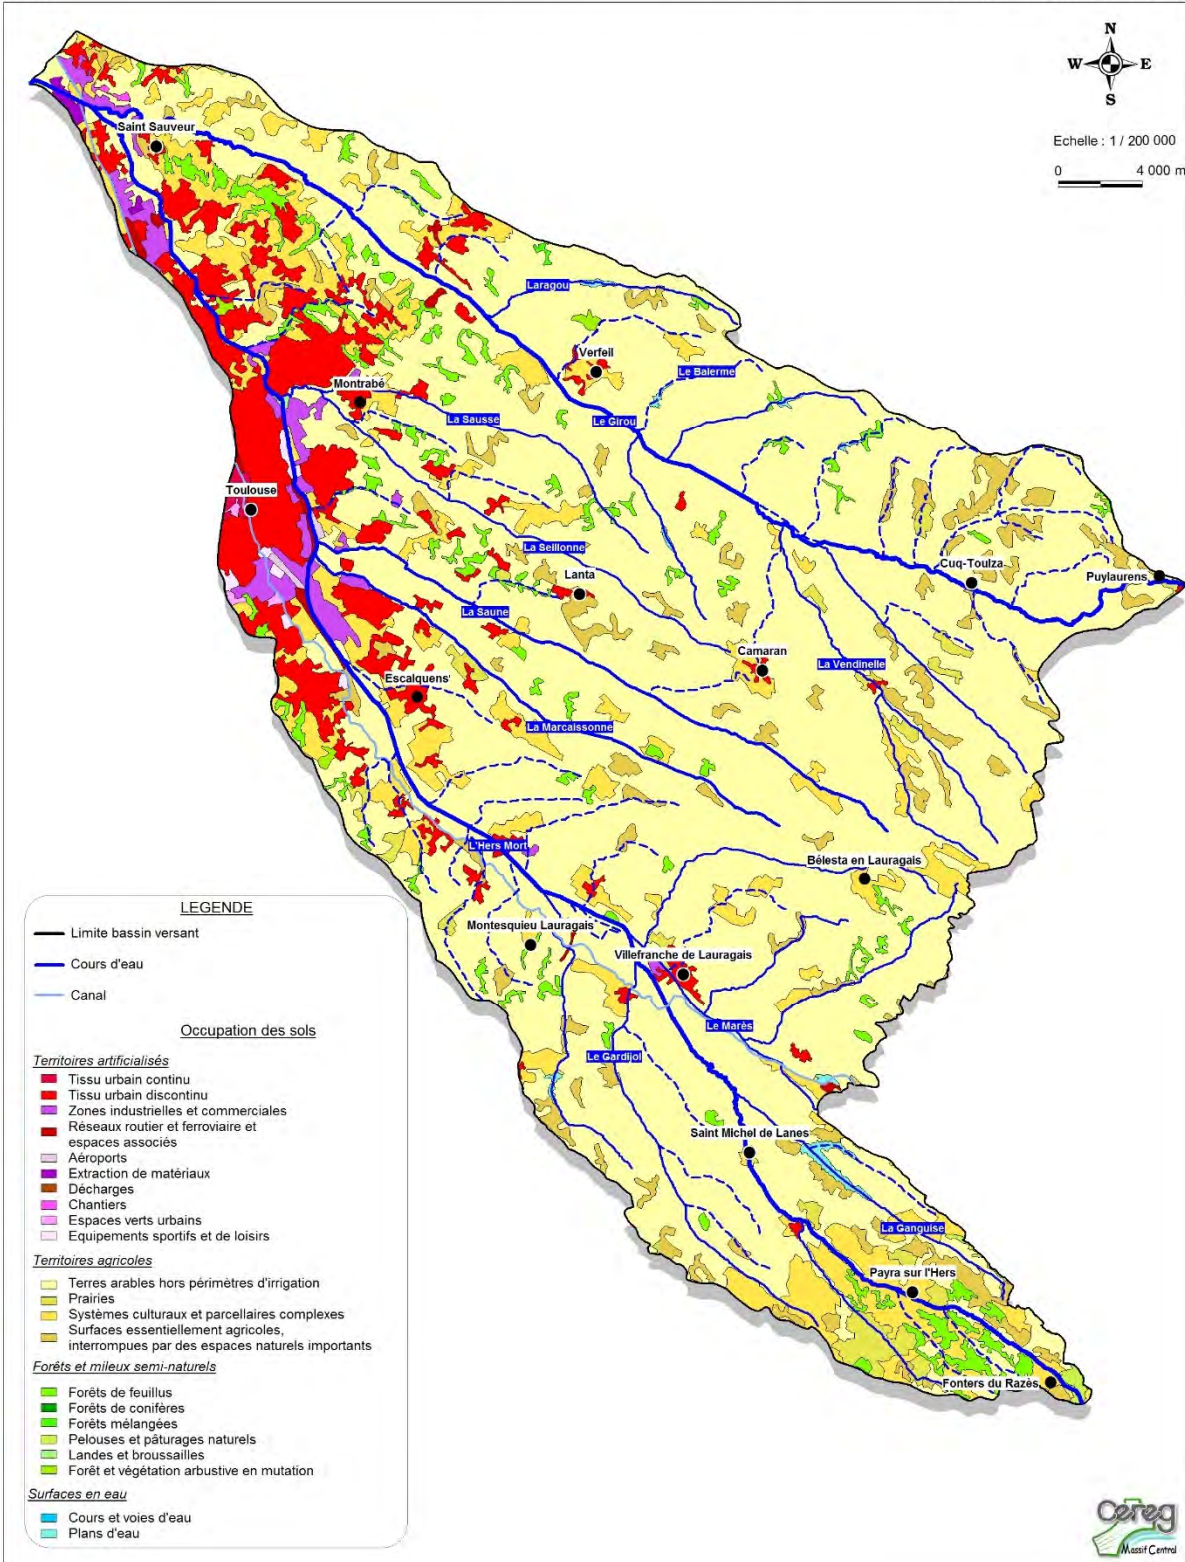 N
W E
S
Echelle : 1 / 200 000
0 4 000 m
Saint Sauveur
Laragou
Verfeil
Le Balerme
Montrabé
La Sausse
Le Girou
Toulouse
La Seillonne
Cuq-Toulza
Puylaurens
Lanta
La Saune
Camaran
La Vendinelle
Escalquens
La Marcaissonne
L'Hers Mort
Bélesta en Lauragais
Montesquieu Lauragais
Villefranche de Lauragais
Le Marès
Le Gardijol
Saint Michel de Lanes
La Ganguise
Payra sur l'Hers
Fonters du Razès
LEGENDE
Limite bassin versant
Cours d'eau
Canal
Occupation des sols
Territoires artificialisés
Tissu urbain continu
Tissu urbain discontinu
Zones industrielles et commerciales
Réseaux routier et ferroviaire et
espaces associés
Aéroports
Extraction de matériaux
Décharges
Chantiers
Espaces verts urbains
Equipements sportifs et de loisirs
Territoires agricoles
Terres arables hors périmètres d'irrigation
Prairies
Systèmes culturaux et parcellaires complexes
Surfaces essentiellement agricoles,
interrompues par des espaces naturels importants
Forêts et mileux semi-naturels
Forêts de feuillus
Forêts de conifères
Forêts mélangées
Pelouses et pâturages naturels
Landes et broussailles
Forêt et végétation arbustive en mutation
Surfaces en eau
Cours et voies d'eau
Plans d'eau
Cereg
Massif Central